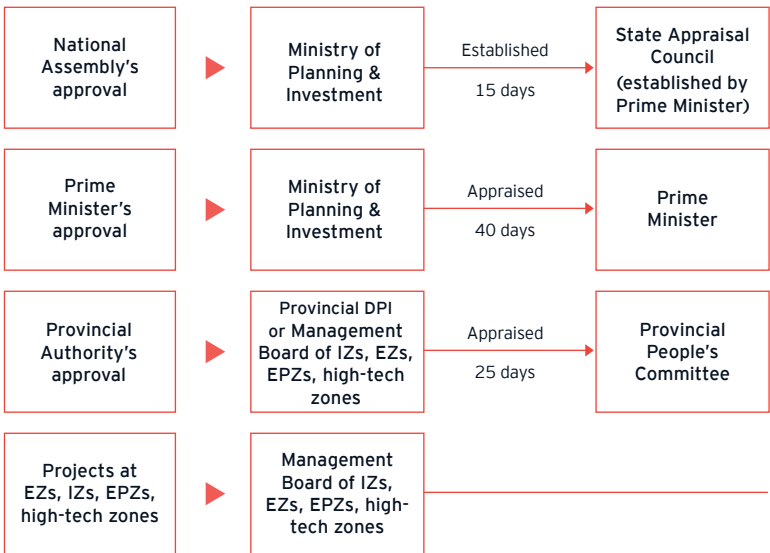 National
Assembly's
approval
Ministry of
Planning &
Investment
Established
15 days
State Appraisal
Council
(established by
Prime Minister)
Prime
Minister's
approval
Ministry of
Planning &
Investment
Appraised
40 days
Prime
Minister
Provincial
Authority's
approval
Provincial DPI
or Management
Board of IZs, EZs,
EPZs, high-tech
zones
Appraised
25 days
Provincial
People's
Committee
Projects at
EZs, IZs, EPZs,
high-tech zones
Management
Board of IZs,
EZs, EPZs, high-
tech zones